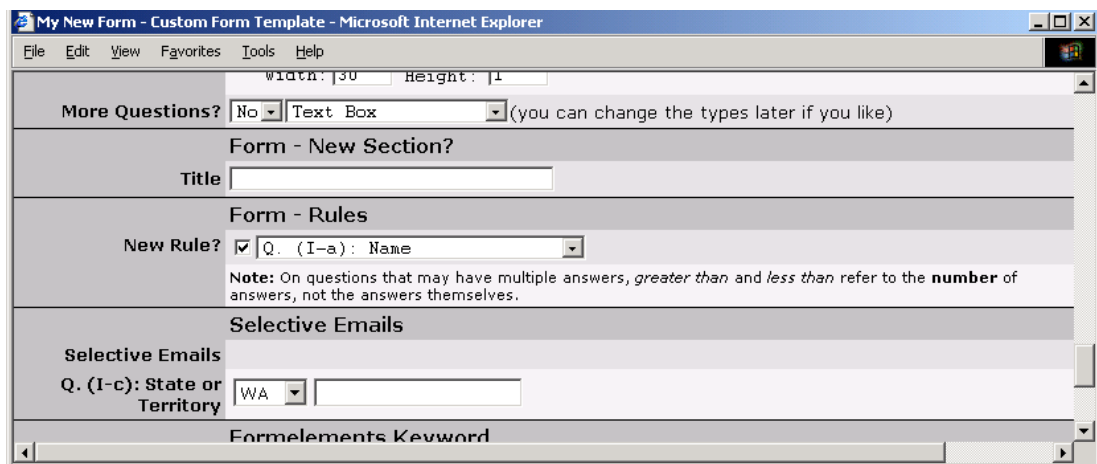 My New Form - Custom Form Template - Microsoft Internet Explorer
File Edit View Favorites Tools Help
Width: 30 Height: 1
More Questions? No Text Box (you can change the types later if you like)
Form - New Section?
Title
Form - Rules
New Rule? Q. (I-a): Name
Note: On questions that may have multiple answers, greater than and less than refer to the number of
answers, not the answers themselves.
Selective Emails
Selective Emails
Q. (I-c): State or
Territory
WA
Formelements Keyword